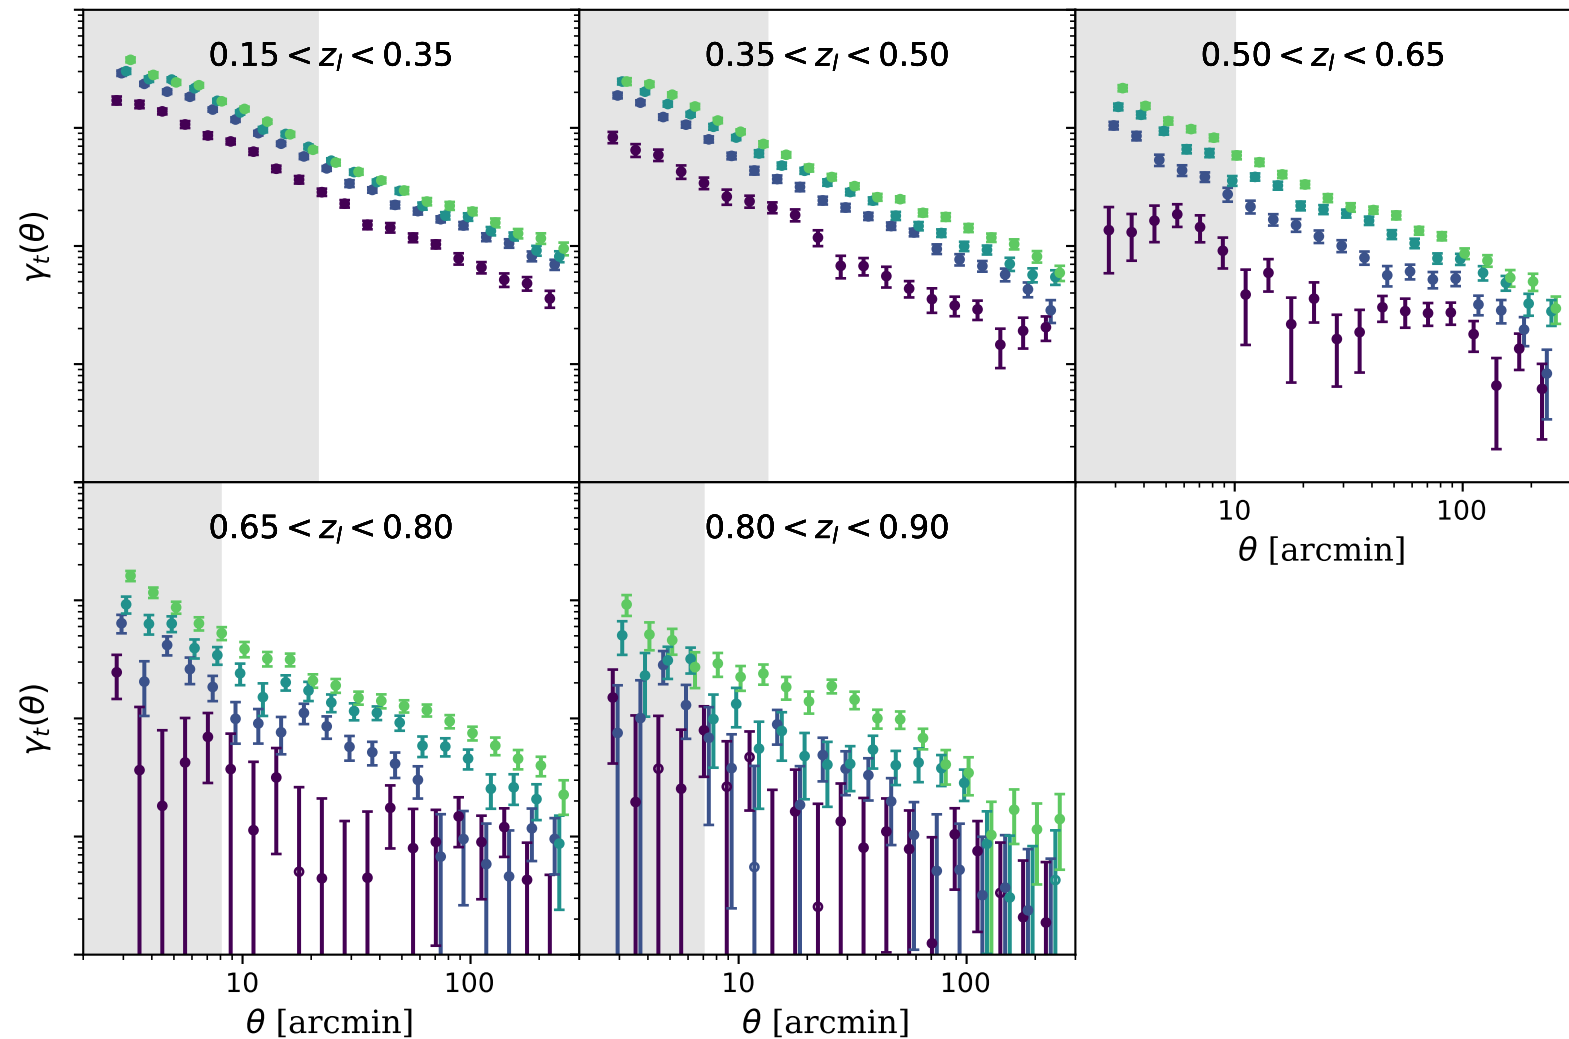 0.15 < z_l < 0.35
0.35 < z_l < 0.50
0.50 < z_l < 0.65
γ_t(θ)
10 100
θ [arcmin]
0.65 < z_l < 0.80
0.80 < z_l < 0.90
γ_t(θ)
10 100
10 100
θ [arcmin]
θ [arcmin]